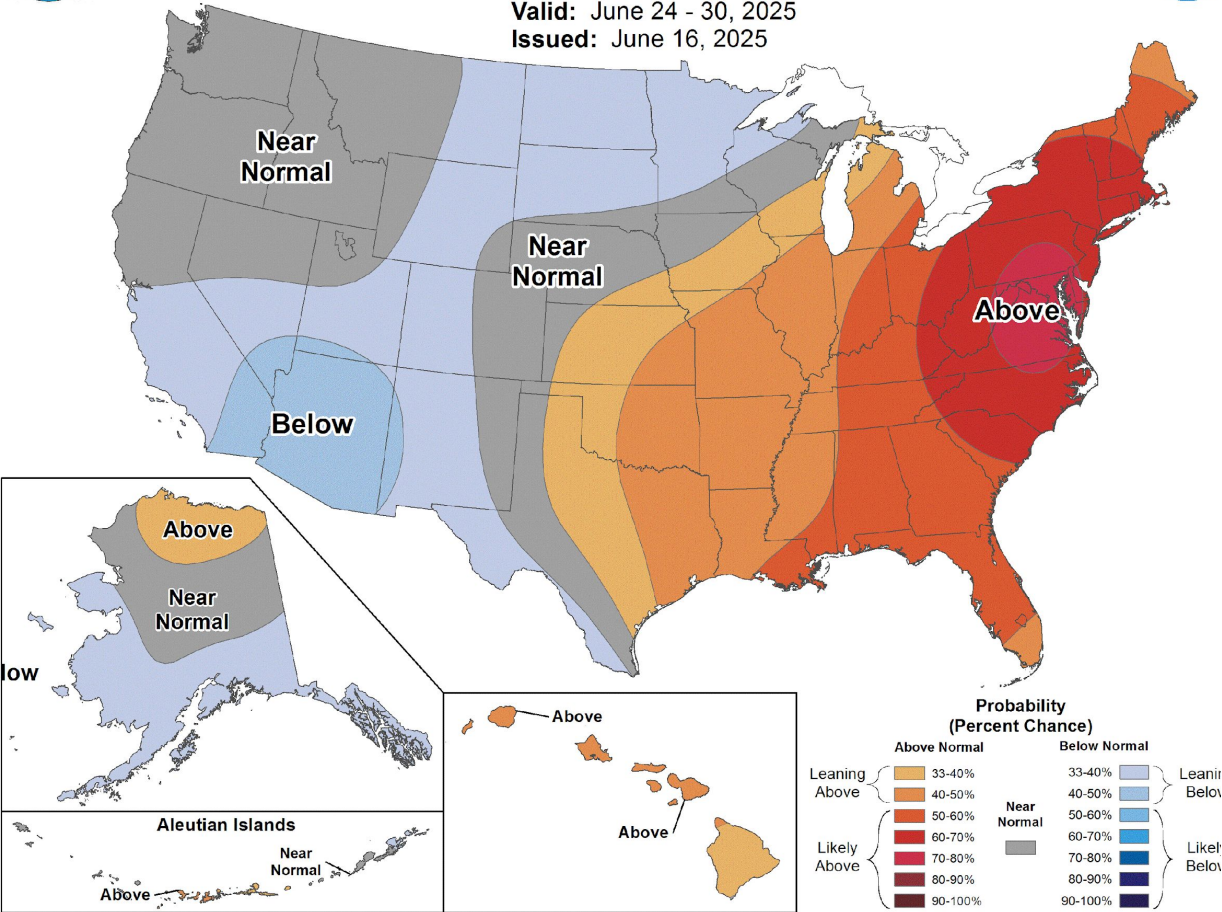 Valid: June 24 - 30, 2025
Issued: June 16, 2025
Near
Normal
Near
Normal
Above
Below
Above
Near
Normal
low
Above
Above
Aleutian Islands
Near
Normal
Above
Probability
(Percent Chance)
Above Normal
Below Normal
Leaning
Above
33-40%
40-50%
Likely
Above
50-60%
60-70%
70-80%
80-90%
90-100%
Near
Normal
33-40%
40-50%
50-60%
60-70%
70-80%
80-90%
90-100%
Leanin
Belov
Likely
Belov